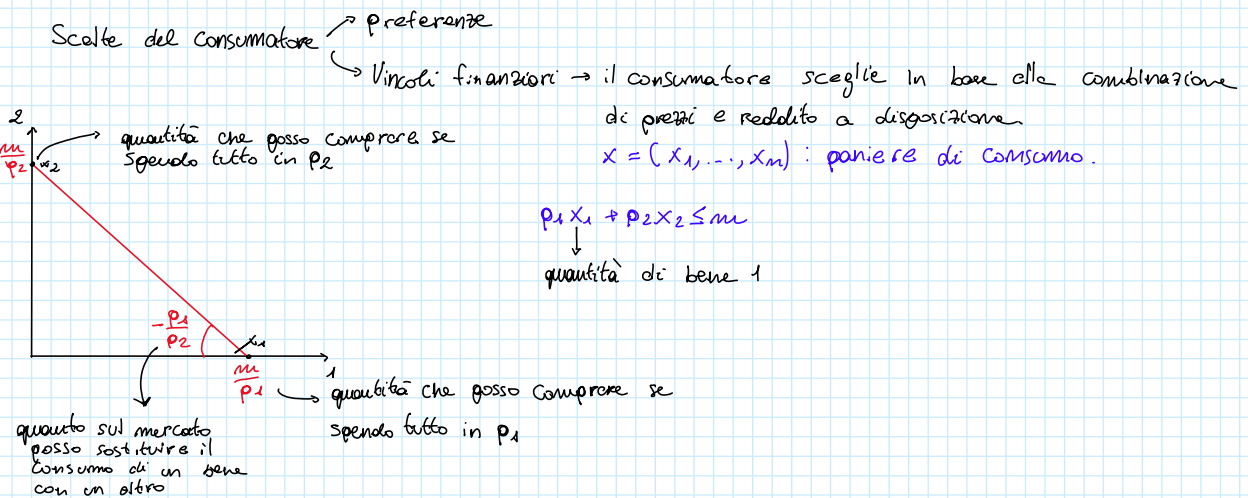 Scelte del consumatore
→ preferenze
→ Vincoli finanziari → il consumatore sceglie in base alla combinazione
di prezzi e reddito a disposizione
x = (x1, ..., xn) : paniere di consumo.
2
quantità che posso comprare se
spendo tutto in p2
m/p2
x2
p1x1 + p2x2 ≤ m
quantità di bene 1
-p1/p2
x1
1
m/p1
quantità che posso comprare se
spendo tutto in p1
quanto sul mercato
posso sostituire il
consumo di un bene
con un altro